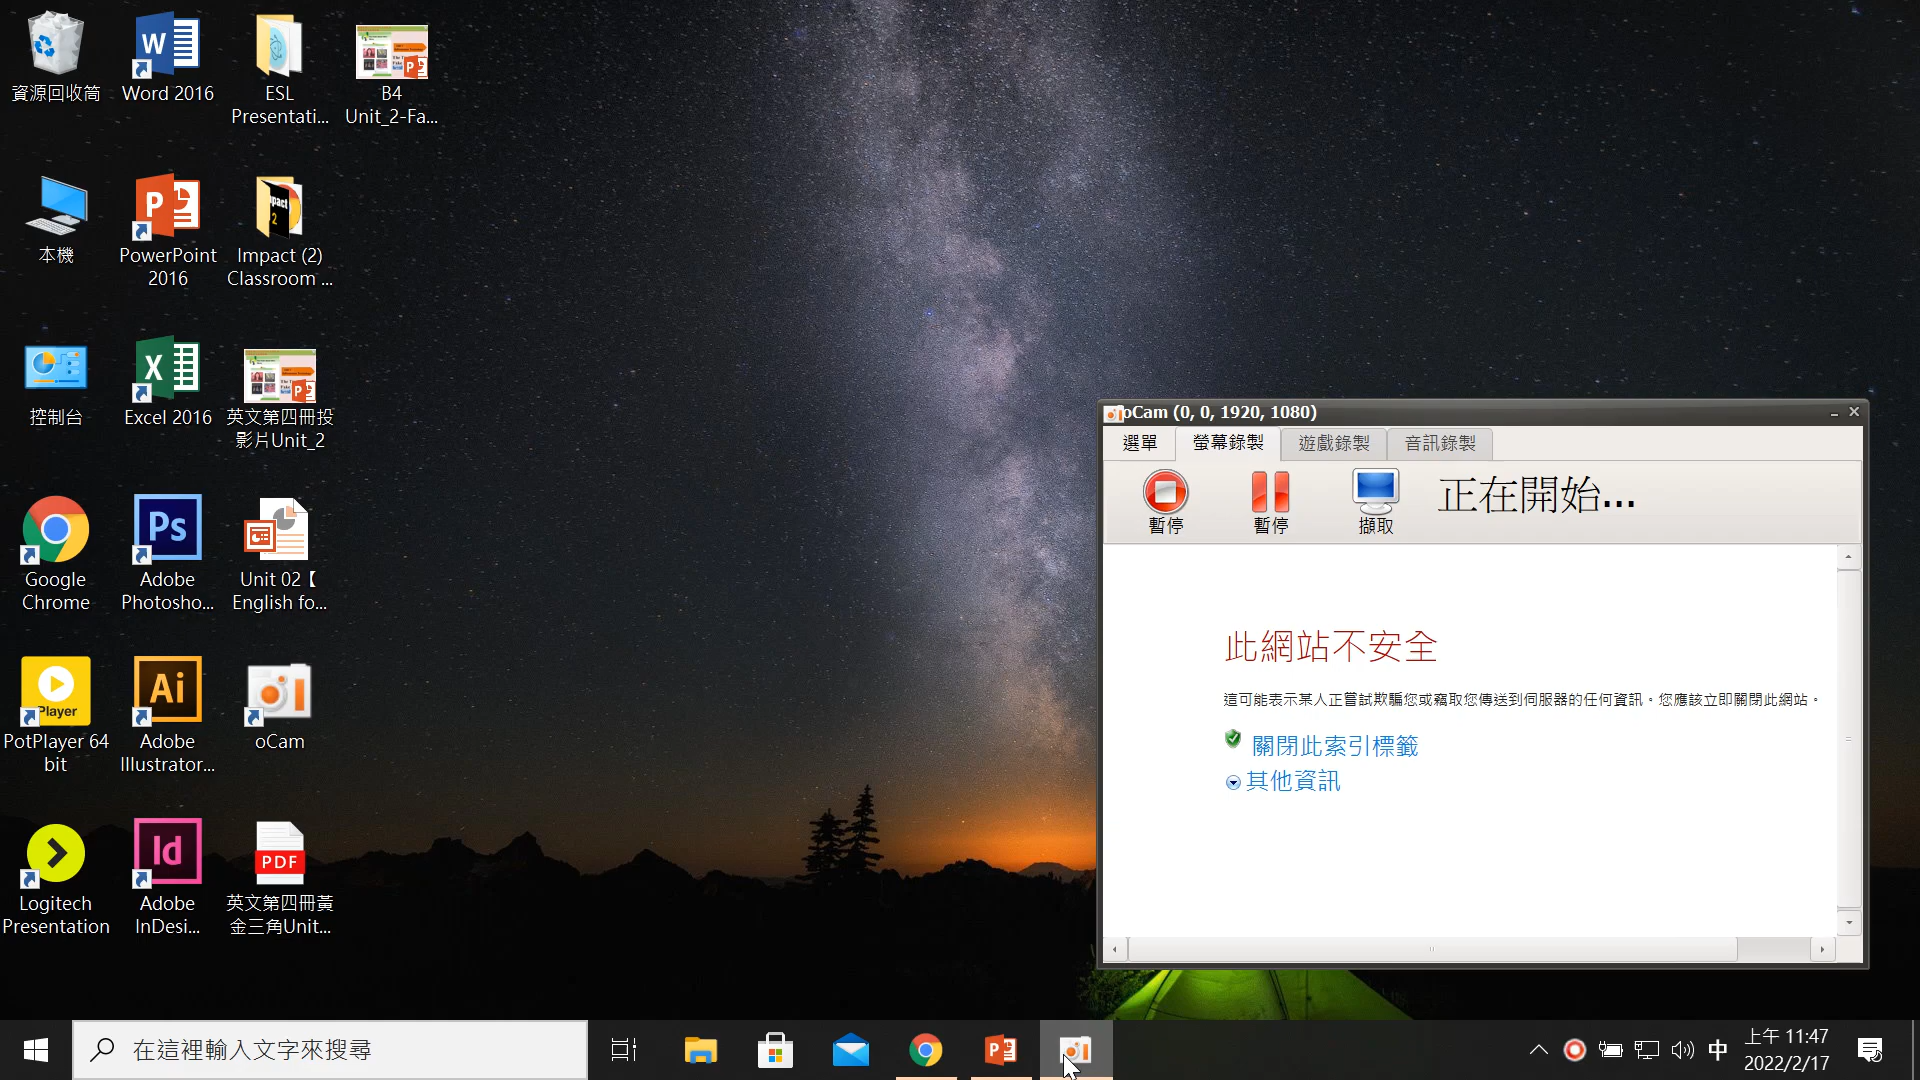 資源回收筒
Word 2016
ESL
Presentati...
B4
Unit_2-Fa...
本機
PowerPoint
2016
Impact (2)
Classroom ...
控制台
Excel 2016
英文第四冊投
影片Unit_2
Google
Chrome
Adobe
Photosho...
Unit 02【
English fo...
PotPlayer 64
bit
Adobe
Illustrator...
oCam
Logitech
Presentation
Adobe
InDesi...
英文第四冊黃
金三角Unit...
oCam (0, 0, 1920, 1080)
選單
螢幕錄製
遊戲錄製
音訊錄製
暫停
暫停
擷取
正在開始...
此網站不安全
這可能表示某人正嘗試欺騙您或竊取您傳送到伺服器的任何資訊。您應該立即關閉此網站。
關閉此索引標籤
其他資訊
在這裡輸入文字來搜尋
中
上午 11:47
2022/2/17